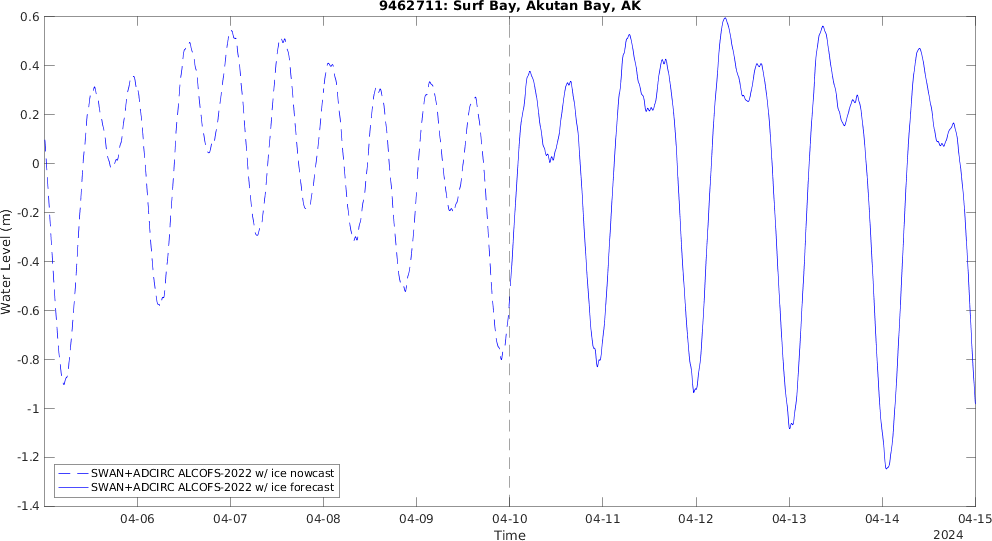 9462711: Surf Bay, Akutan Bay, AK
0.6
0.4
0.2
0
-0.2
-0.4
-0.6
-0.8
-1
-1.2
-1.4
Water Level (m)
SWAN+ADCIRC ALCOFS-2022 w/ ice nowcast
SWAN+ADCIRC ALCOFS-2022 w/ ice forecast
04-06 04-07 04-08 04-09 04-10 04-11 04-12 04-13 04-14 04-15
Time
2024